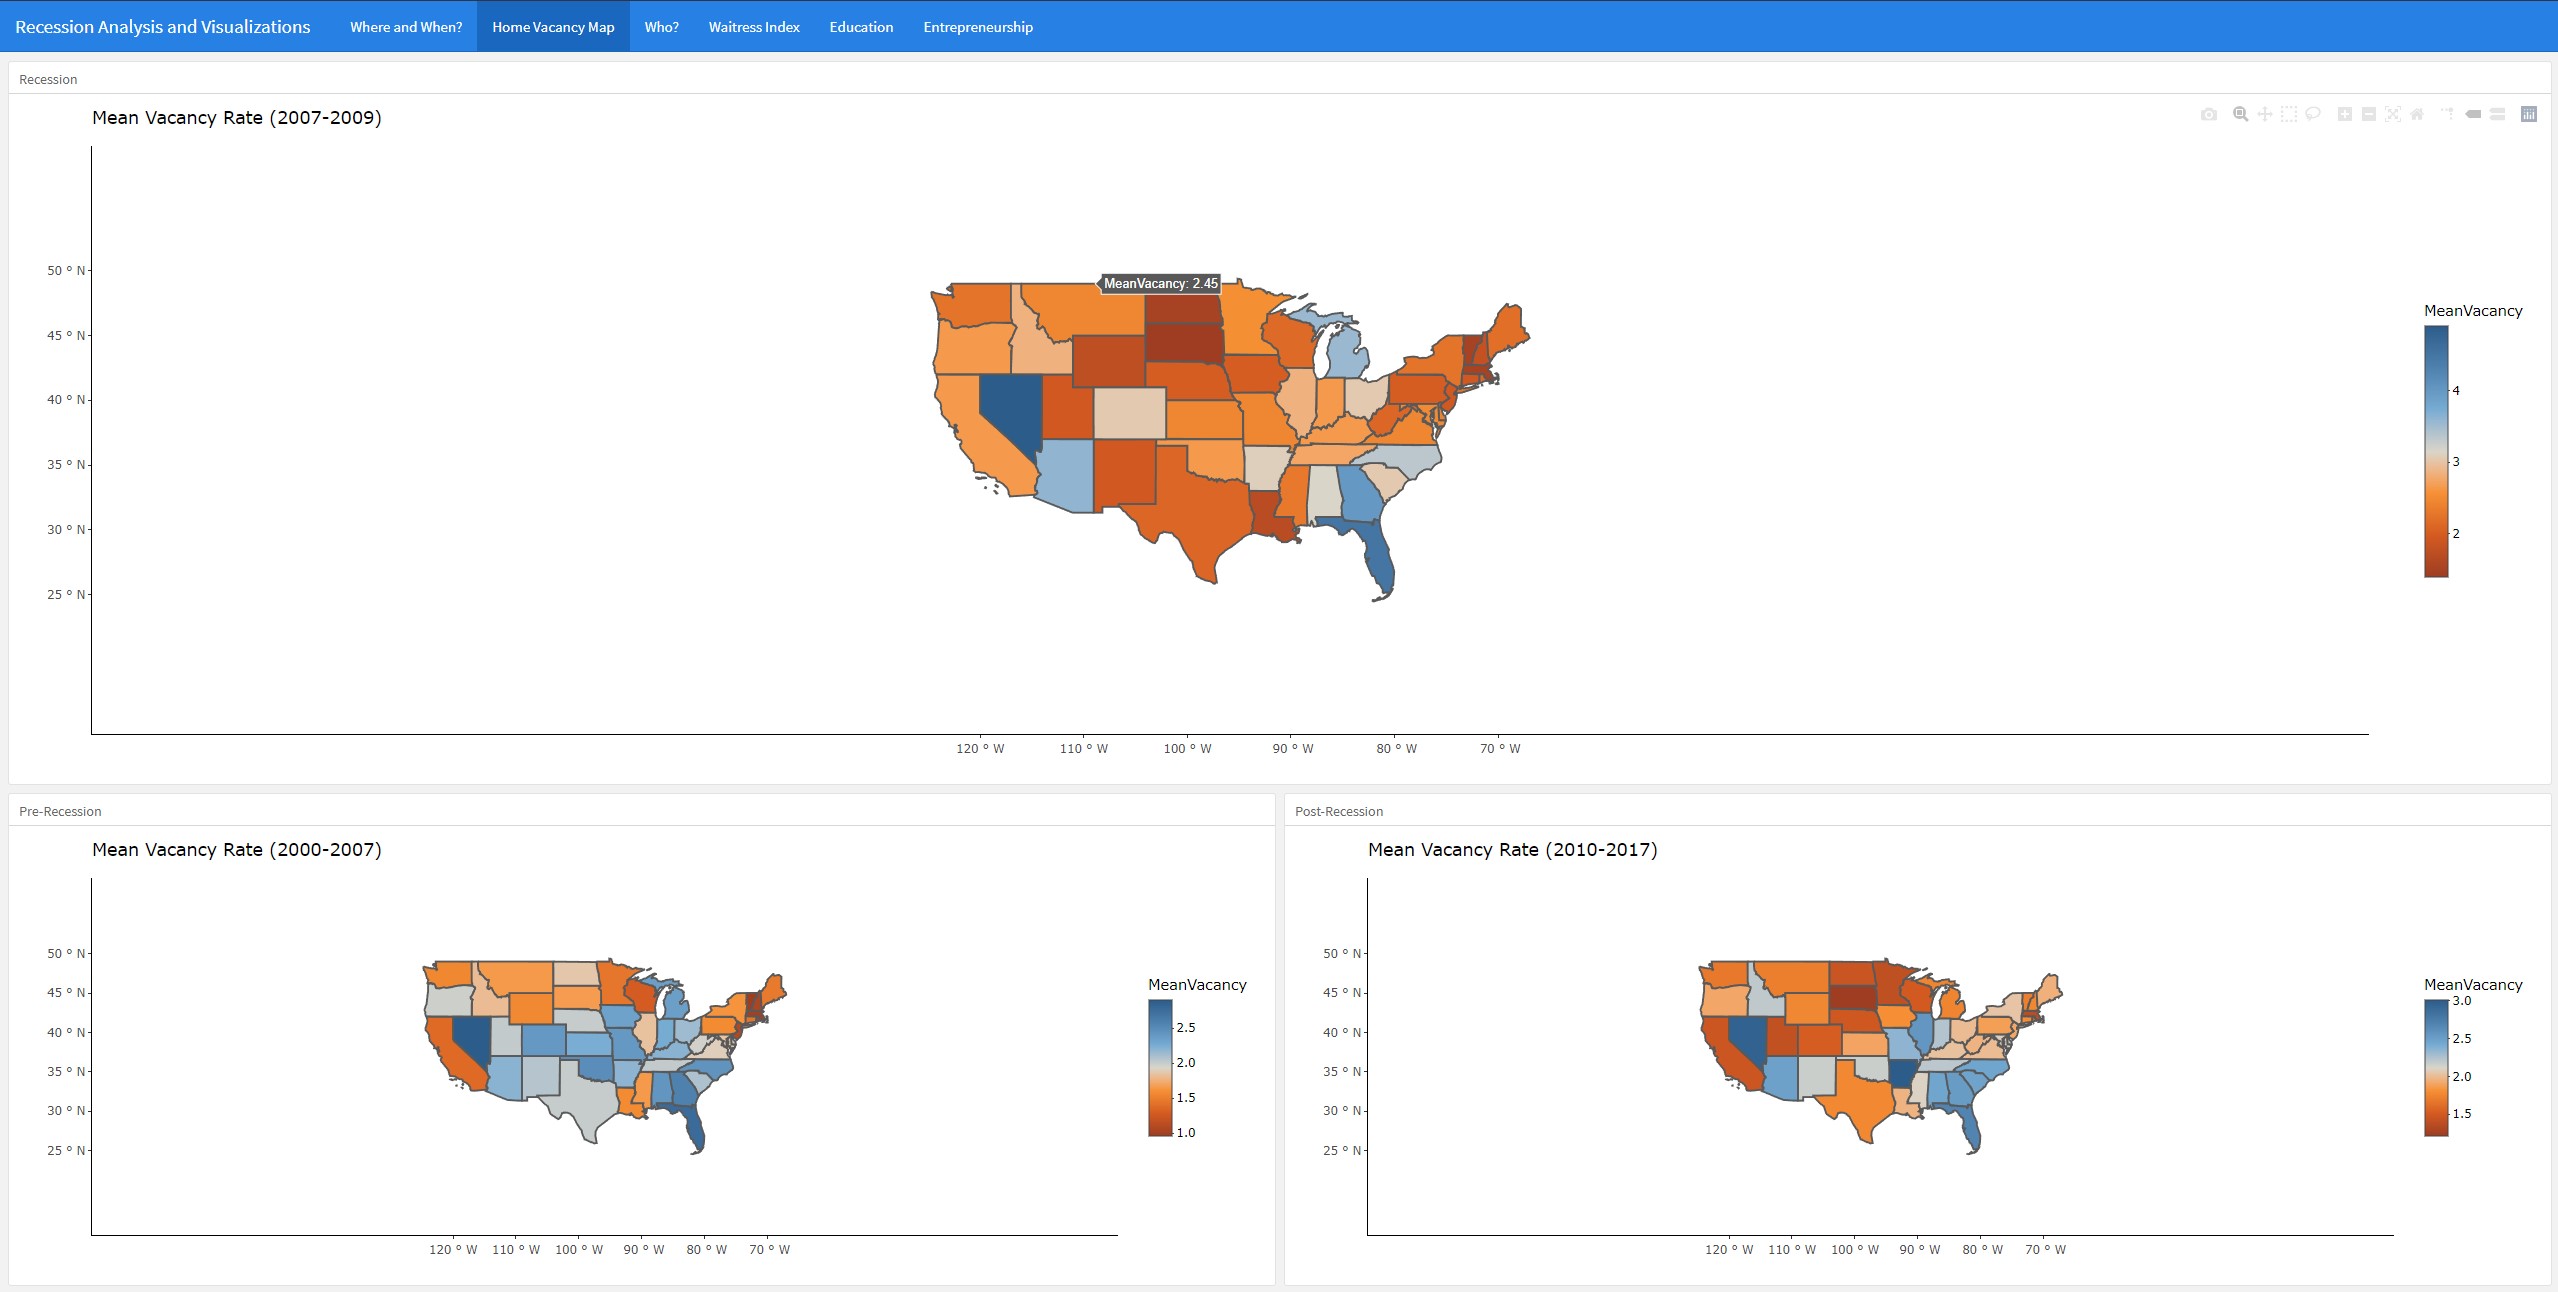 Recession Analysis and Visualizations Where and When? Home Vacancy Map Who? Waitress Index Education Entrepreneurship
Recession
Mean Vacancy Rate (2007-2009)
50 ° N
45 ° N
40 ° N
35 ° N
30 ° N
25 ° N
MeanVacancy: 2.45
120 ° W 110 ° W 100 ° W 90 ° W 80 ° W 70 ° W
MeanVacancy
4
3
2
Pre-Recession
Mean Vacancy Rate (2000-2007)
50 ° N
45 ° N
40 ° N
35 ° N
30 ° N
25 ° N
120 ° W 110 ° W 100 ° W 90 ° W 80 ° W 70 ° W
MeanVacancy
2.5
2.0
1.5
1.0
Post-Recession
Mean Vacancy Rate (2010-2017)
50 ° N
45 ° N
40 ° N
35 ° N
30 ° N
25 ° N
120 ° W 110 ° W 100 ° W 90 ° W 80 ° W 70 ° W
MeanVacancy
3.0
2.5
2.0
1.5